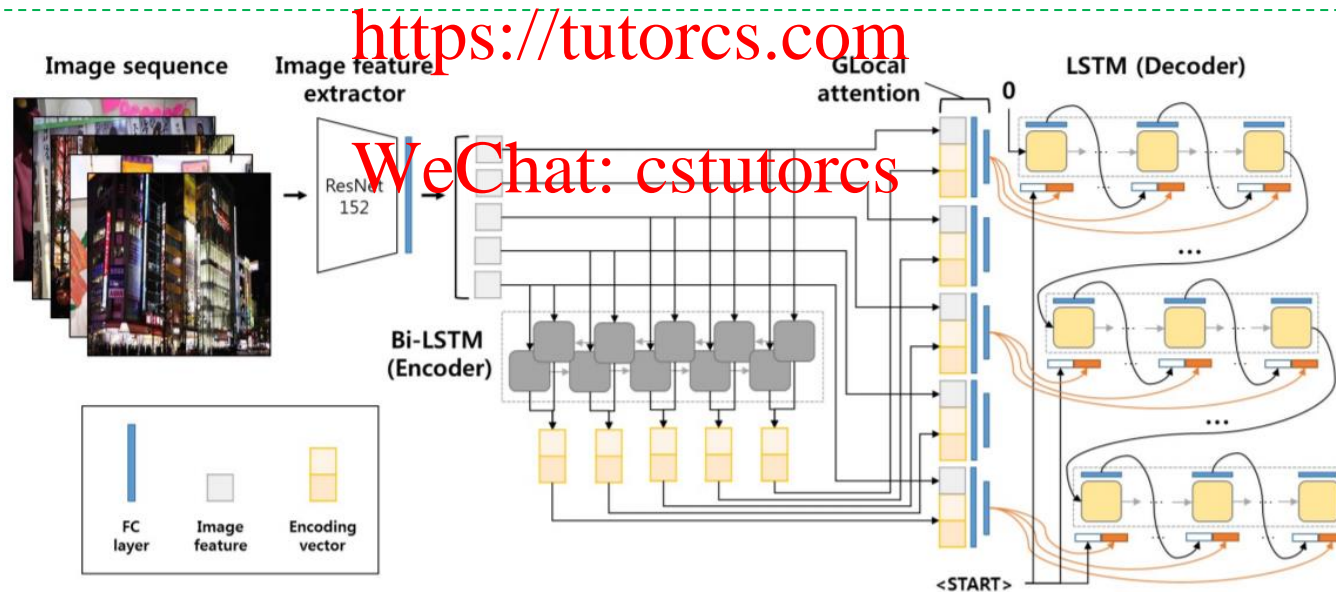 https://tutorcs.com
Image sequence
Image feature
extractor
GLocal
attention
LSTM (Decoder)
0
WeChat: cstutorcs
ResNet
152
...
Bi-LSTM
(Encoder)
...
FC
layer
Image
feature
Encoding
vector
<START>